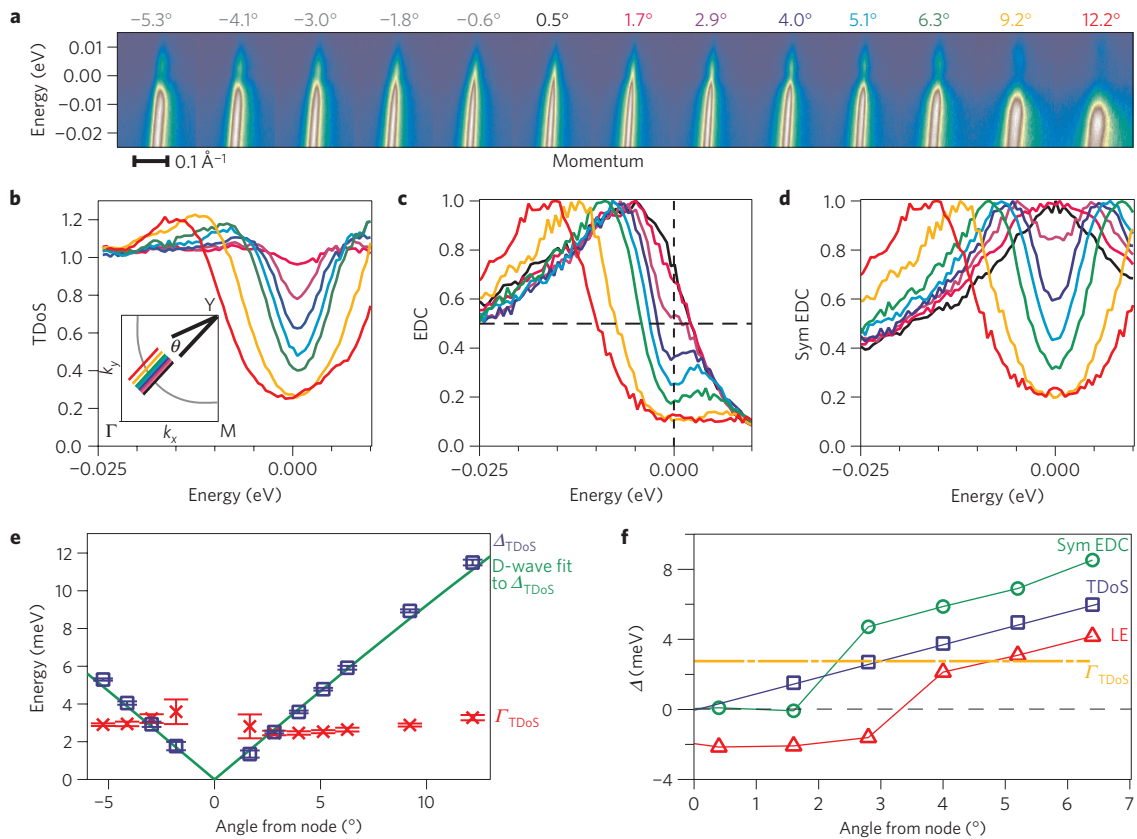 a
−5.3° −4.1° −3.0° −1.8° −0.6° 0.5° 1.7° 2.9° 4.0° 5.1° 6.3° 9.2° 12.2°
Energy (eV)
0.01
0.00
−0.01
−0.02
0.1 Å⁻¹
Momentum
b
TDoS
1.2
1.0
0.8
0.6
0.4
0.2
0.0
−0.025 0.000
Energy (eV)
Y
θ
k_y
Γ k_x M
c
EDC
1.0
0.8
0.6
0.4
0.2
0.0
−0.025 0.000
Energy (eV)
d
Sym EDC
1.0
0.8
0.6
0.4
0.2
0.0
−0.025 0.000
Energy (eV)
e
Energy (meV)
12
10
8
6
4
2
0
−5 0 5 10
Angle from node (°)
Δ_TDoS
D-wave fit
to Δ_TDoS
Γ_TDoS
f
Δ (meV)
8
4
0
−4
0 1 2 3 4 5 6 7
Angle from node (°)
Sym EDC
TDoS
LE
Γ_TDoS